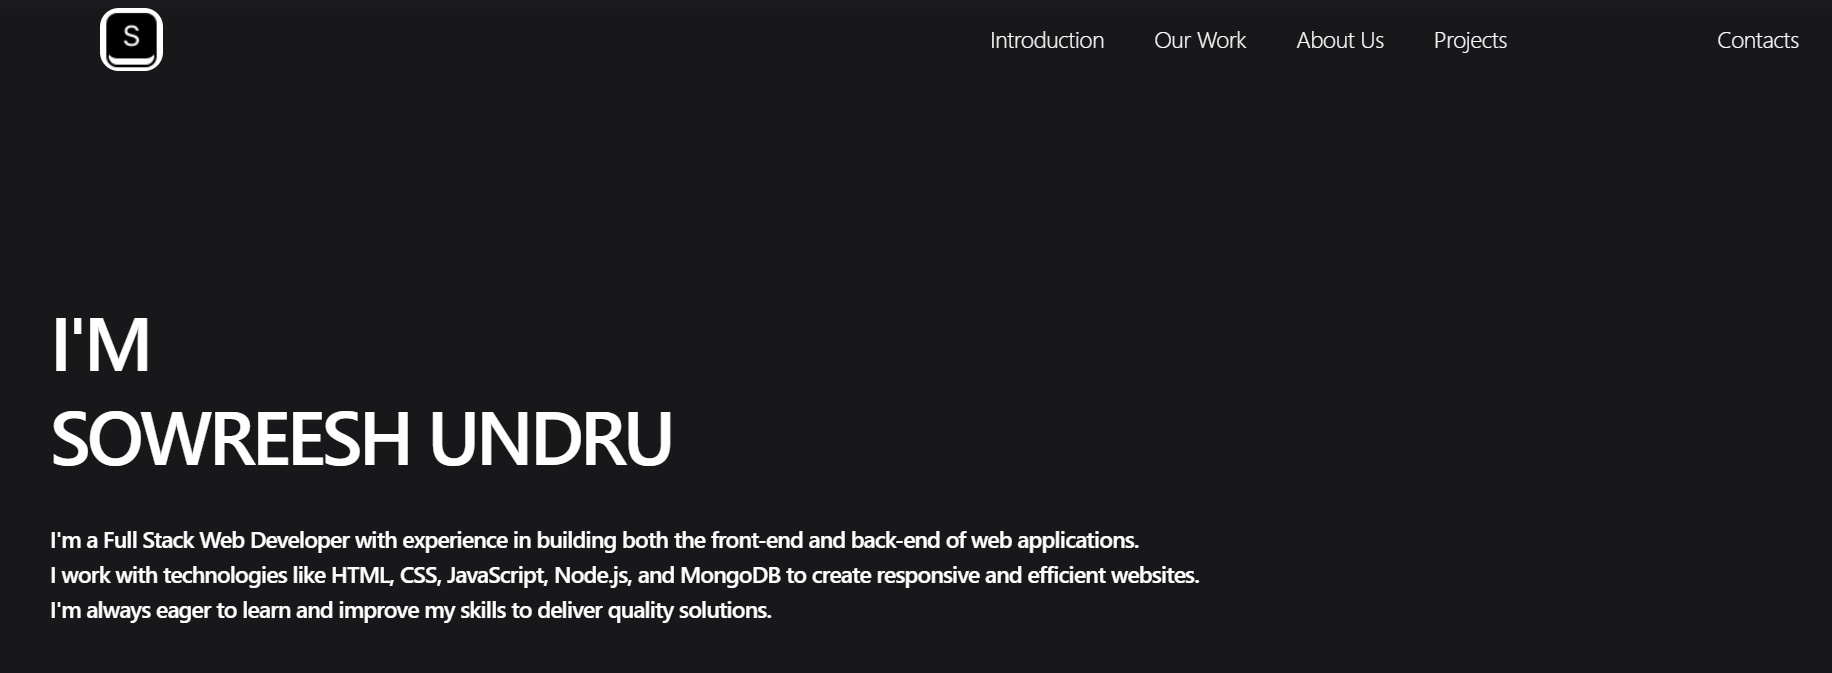 S
Introduction Our Work About Us Projects Contacts
I'M
SOWREESH UNDRU
I'm a Full Stack Web Developer with experience in building both the front-end and back-end of web applications.
I work with technologies like HTML, CSS, JavaScript, Node.js, and MongoDB to create responsive and efficient websites.
I'm always eager to learn and improve my skills to deliver quality solutions.